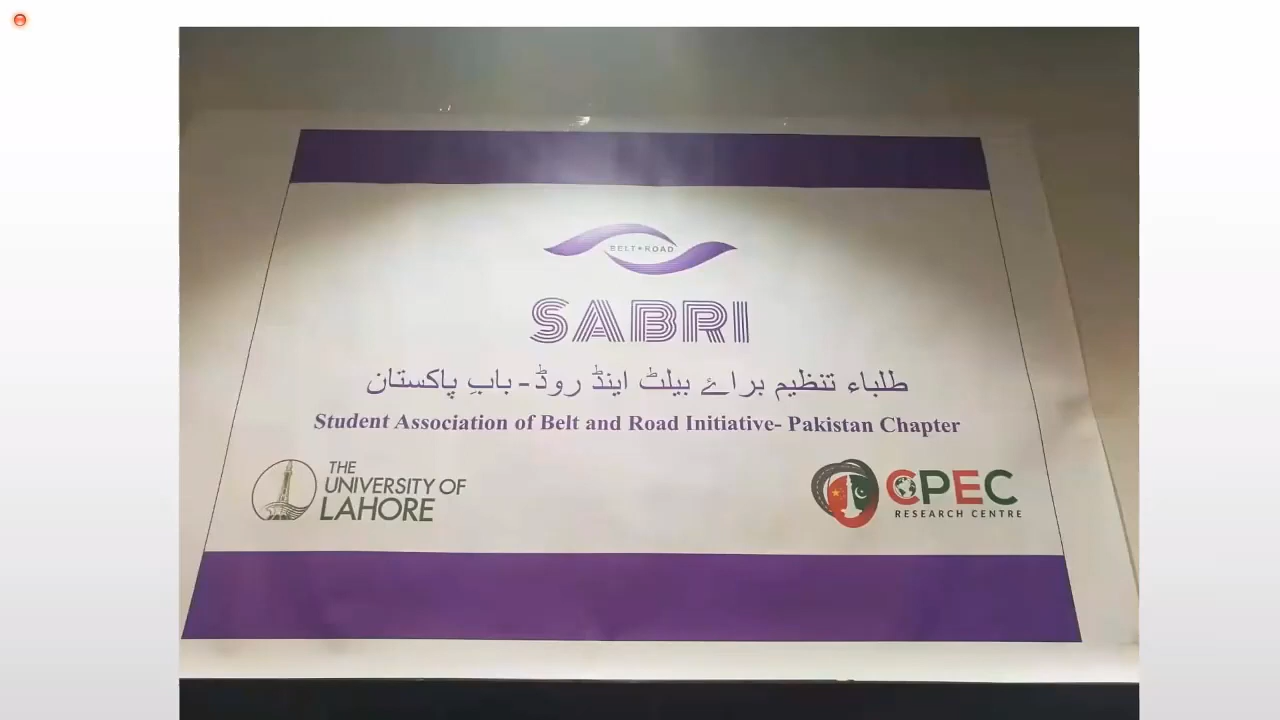 BELT ROAD
SABRI
طلباء تنظیم براۓ بیلٹ اینڈ روڈ - بابِ پاکستان
Student Association of Belt and Road Initiative- Pakistan Chapter
THE
UNIVERSITY OF
LAHORE
CPEC
RESEARCH CENTRE